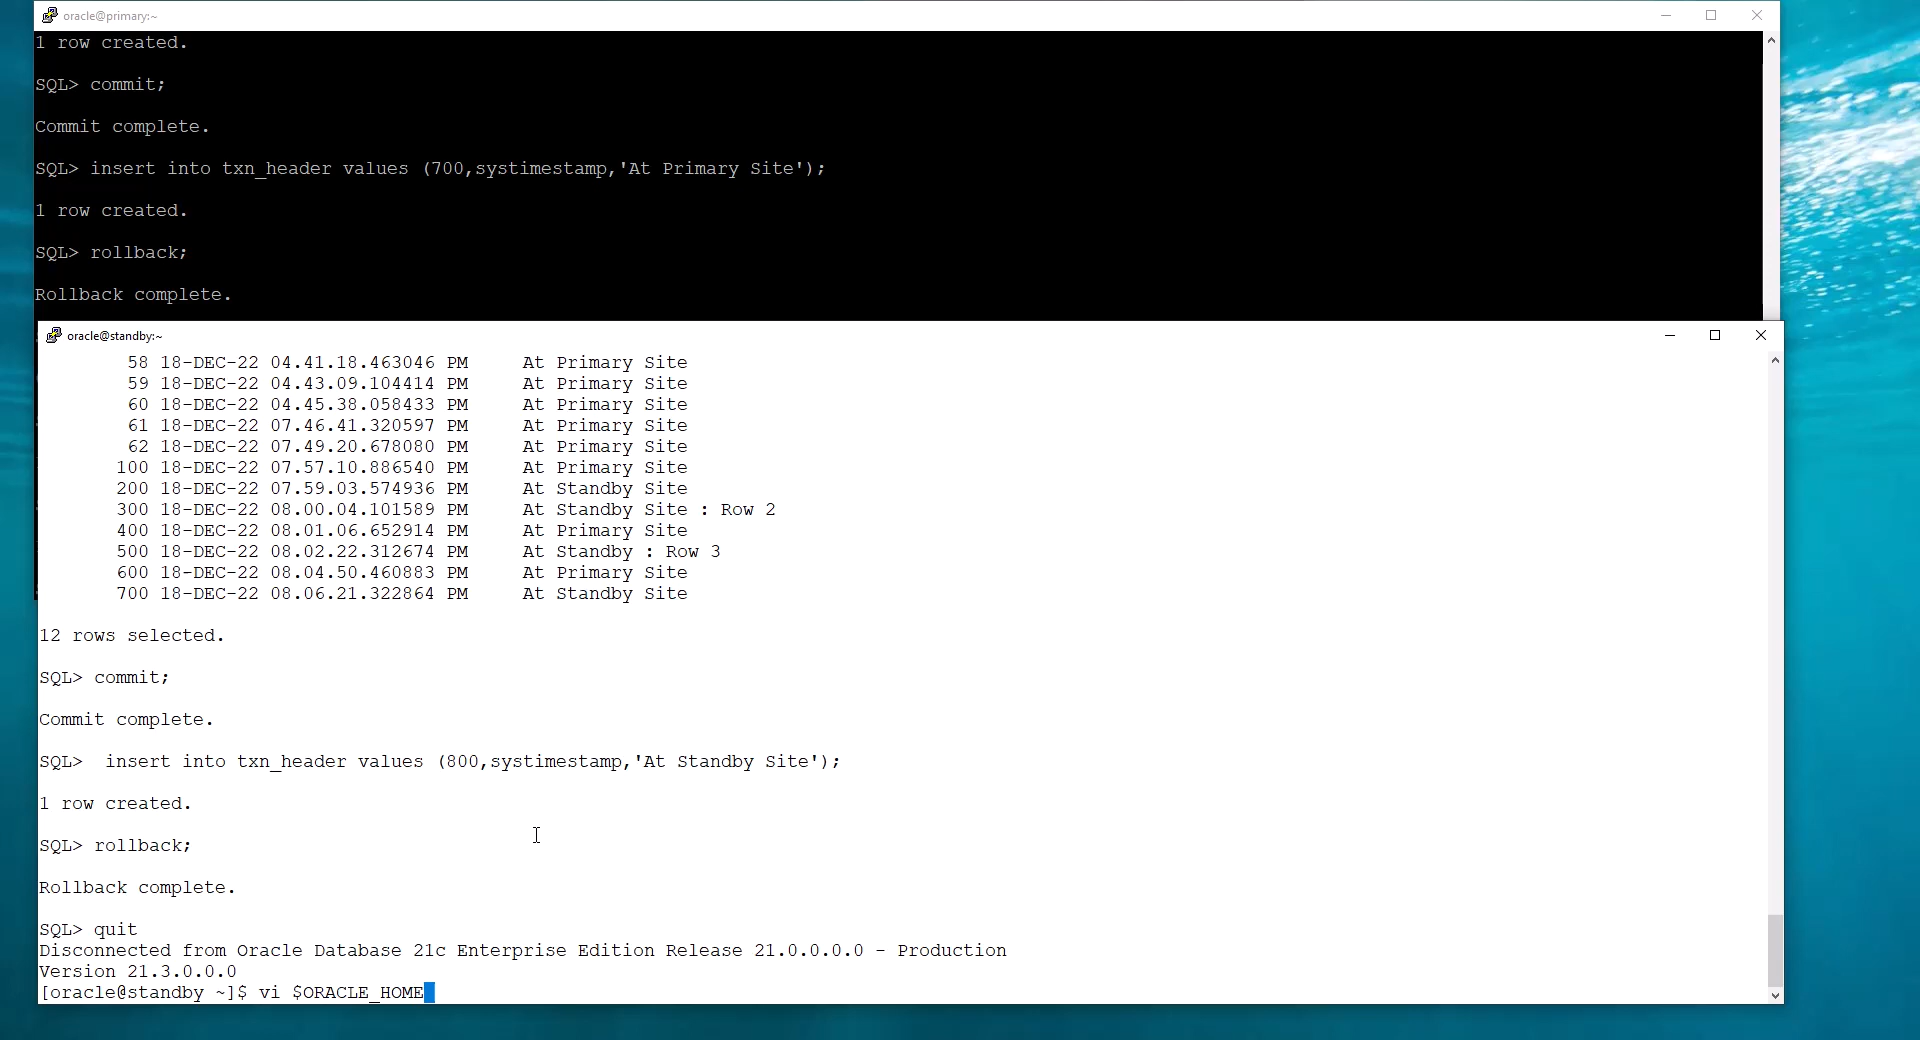 oracle@primary:~
1 row created.
SQL> commit;
Commit complete.
SQL> insert into txn_header values (700,systimestamp,'At Primary Site');
1 row created.
SQL> rollback;
Rollback complete.
oracle@standby:~
58 18-DEC-22 04.41.18.463046 PM At Primary Site
59 18-DEC-22 04.43.09.104414 PM At Primary Site
60 18-DEC-22 04.45.38.058433 PM At Primary Site
61 18-DEC-22 07.46.41.320597 PM At Primary Site
62 18-DEC-22 07.49.20.678080 PM At Primary Site
100 18-DEC-22 07.57.10.886540 PM At Primary Site
200 18-DEC-22 07.59.03.574936 PM At Standby Site
300 18-DEC-22 08.00.04.101589 PM At Standby Site : Row 2
400 18-DEC-22 08.01.06.652914 PM At Primary Site
500 18-DEC-22 08.02.22.312674 PM At Standby : Row 3
600 18-DEC-22 08.04.50.460883 PM At Primary Site
700 18-DEC-22 08.06.21.322864 PM At Standby Site
12 rows selected.
SQL> commit;
Commit complete.
SQL>  insert into txn_header values (800,systimestamp,'At Standby Site');
1 row created.
SQL> rollback;
Rollback complete.
SQL> quit
Disconnected from Oracle Database 21c Enterprise Edition Release 21.0.0.0.0 - Production
Version 21.3.0.0.0
[oracle@standby ~]$ vi $ORACLE_HOME